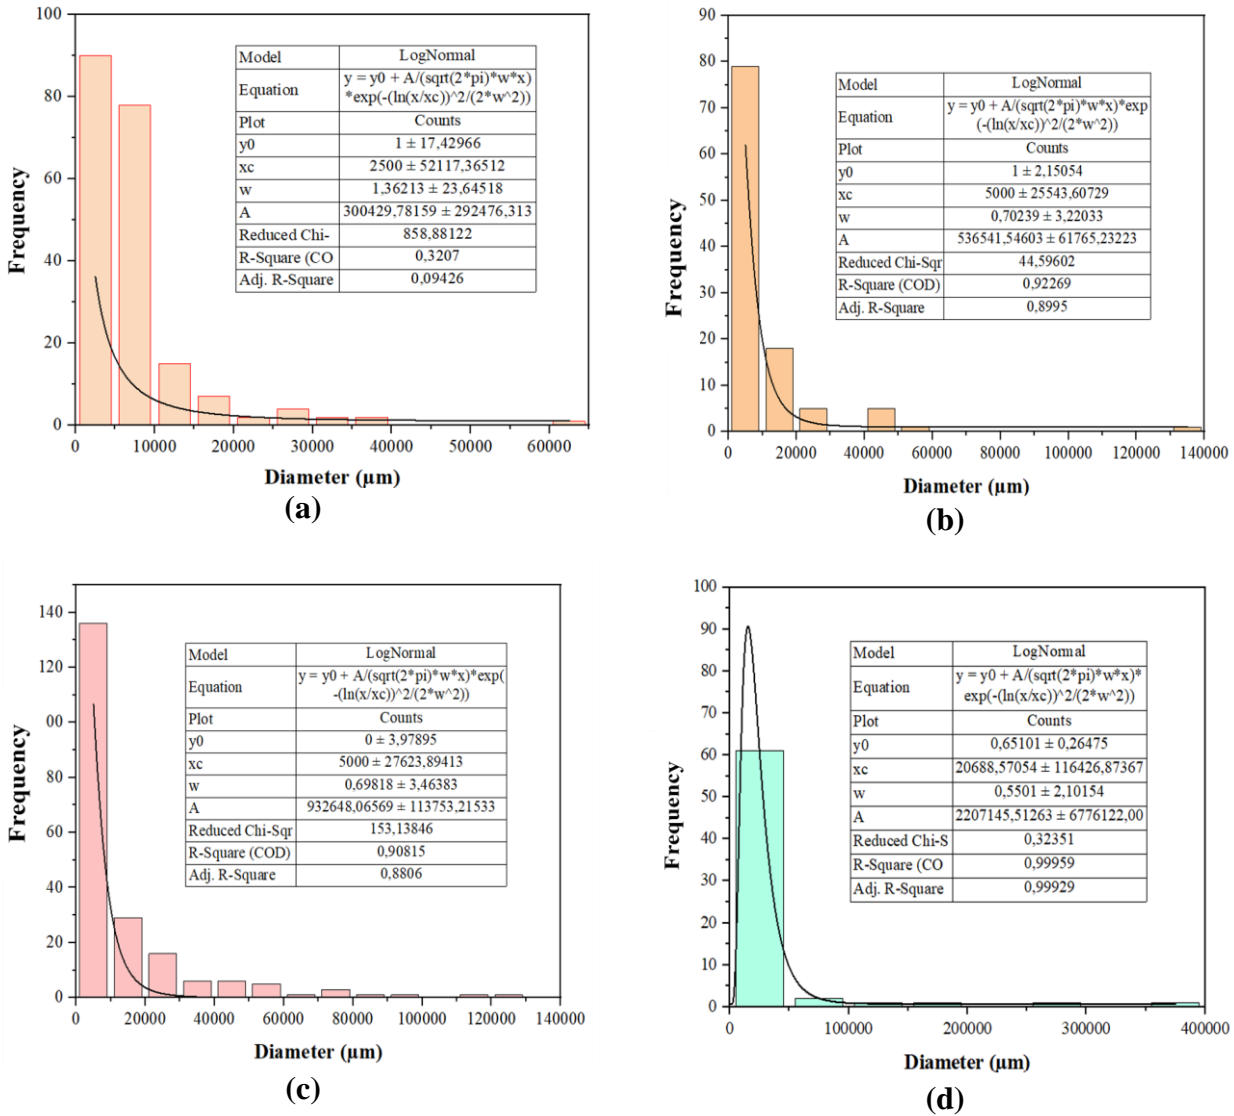 100
80
60
40
20
0
Frequency
Model LogNormal
Equation y = y0 + A/(sqrt(2*pi)*w*x)
*exp(-(ln(x/xc))^2/(2*w^2))
Plot Counts
y0 1 ± 17,42966
xc 2500 ± 52117,36512
w 1,36213 ± 23,64518
A 300429,78159 ± 292476,313
Reduced Chi- 858,88122
R-Square (CO 0,3207
Adj. R-Square 0,09426
0 10000 20000 30000 40000 50000 60000
Diameter (µm)
(a)
90
80
70
60
50
40
30
20
10
0
Frequency
Model LogNormal
Equation y = y0 + A/(sqrt(2*pi)*w*x)*exp
(-(ln(x/xc))^2/(2*w^2))
Plot Counts
y0 1 ± 2,15054
xc 5000 ± 25543,60729
w 0,70239 ± 3,22033
A 536541,54603 ± 61765,23223
Reduced Chi-Sqr 44,59602
R-Square (COD) 0,92269
Adj. R-Square 0,8995
0 20000 40000 60000 80000 100000 120000 140000
Diameter (µm)
(b)
140
120
00
80
60
40
20
0
Frequency
Model LogNormal
Equation y = y0 + A/(sqrt(2*pi)*w*x)*exp(
-(ln(x/xc))^2/(2*w^2))
Plot Counts
y0 0 ± 3,97895
xc 5000 ± 27623,89413
w 0,69818 ± 3,46383
A 932648,06569 ± 113753,21533
Reduced Chi-Sqr 153,13846
R-Square (COD) 0,90815
Adj. R-Square 0,8806
0 20000 40000 60000 80000 100000 120000 140000
Diameter (µm)
(c)
100
90
80
70
60
50
40
30
20
10
0
Frequency
Model LogNormal
Equation y = y0 + A/(sqrt(2*pi)*w*x)*
exp(-(ln(x/xc))^2/(2*w^2))
Plot Counts
y0 0,65101 ± 0,26475
xc 20688,57054 ± 116426,87367
w 0,5501 ± 2,10154
A 2207145,51263 ± 6776122,00
Reduced Chi-S 0,32351
R-Square (CO 0,99959
Adj. R-Square 0,99929
0 100000 200000 300000 400000
Diameter (µm)
(d)